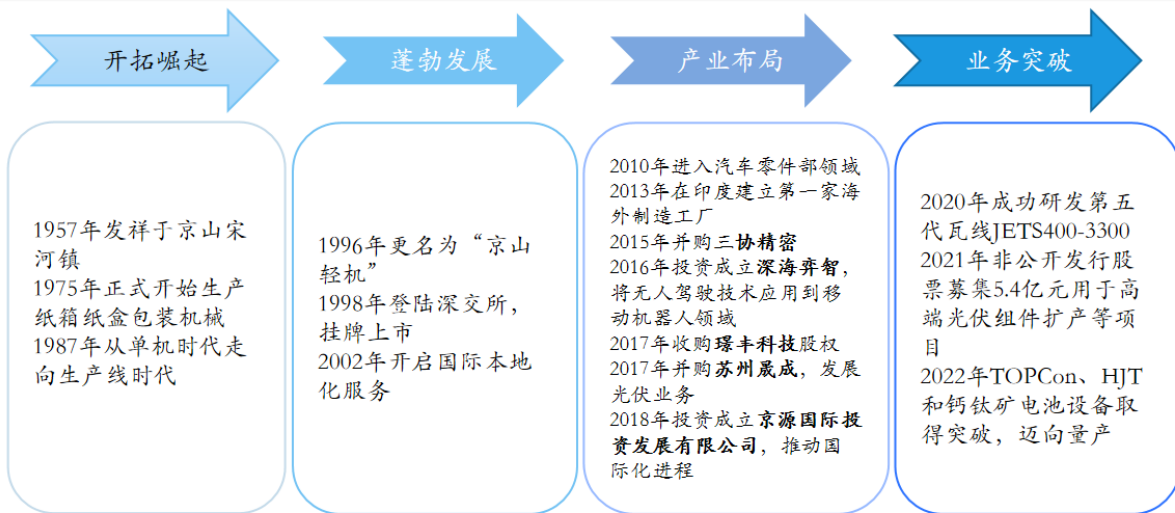 开拓崛起
1957年发祥于京山宋
河镇
1975年正式开始生产
纸箱纸盒包装机械
1987年从单机时代走
向生产线时代
蓬勃发展
1996年更名为“京山
轻机”
1998年登陆深交所，
挂牌上市
2002年开启国际本地
化服务
产业布局
2010年进入汽车零件部领域
2013年在印度建立第一家海
外制造工厂
2015年并购三协精密
2016年投资成立深海弈智，
将无人驾驶技术应用到移
动机器人领域
2017年收购璟丰科技股权
2017年并购苏州晟成，发展
光伏业务
2018年投资成立京源国际投
资发展有限公司，推动国
际化进程
业务突破
2020年成功研发第五
代瓦线JETS400-3300
2021年非公开发行股
票募集5.4亿元用于高
端光伏组件扩产等项
目
2022年TOPCon、HJT
和钙钛矿电池设备取
得突破，迈向量产